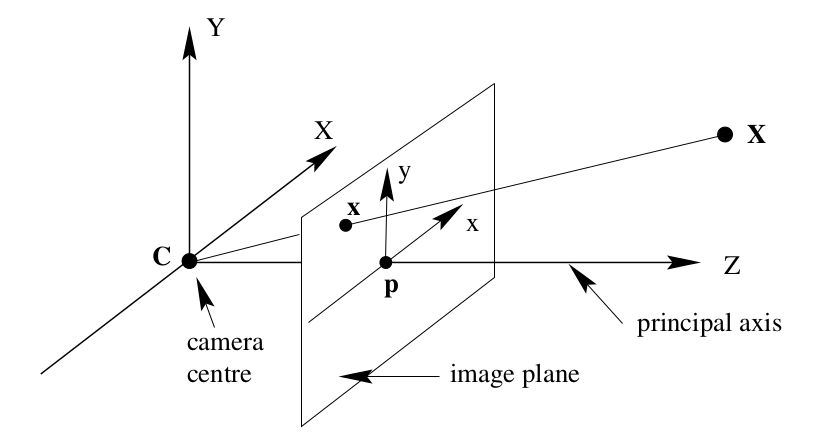 Y
X
X
y
x
x
C
p
Z
principal axis
camera
centre
image plane